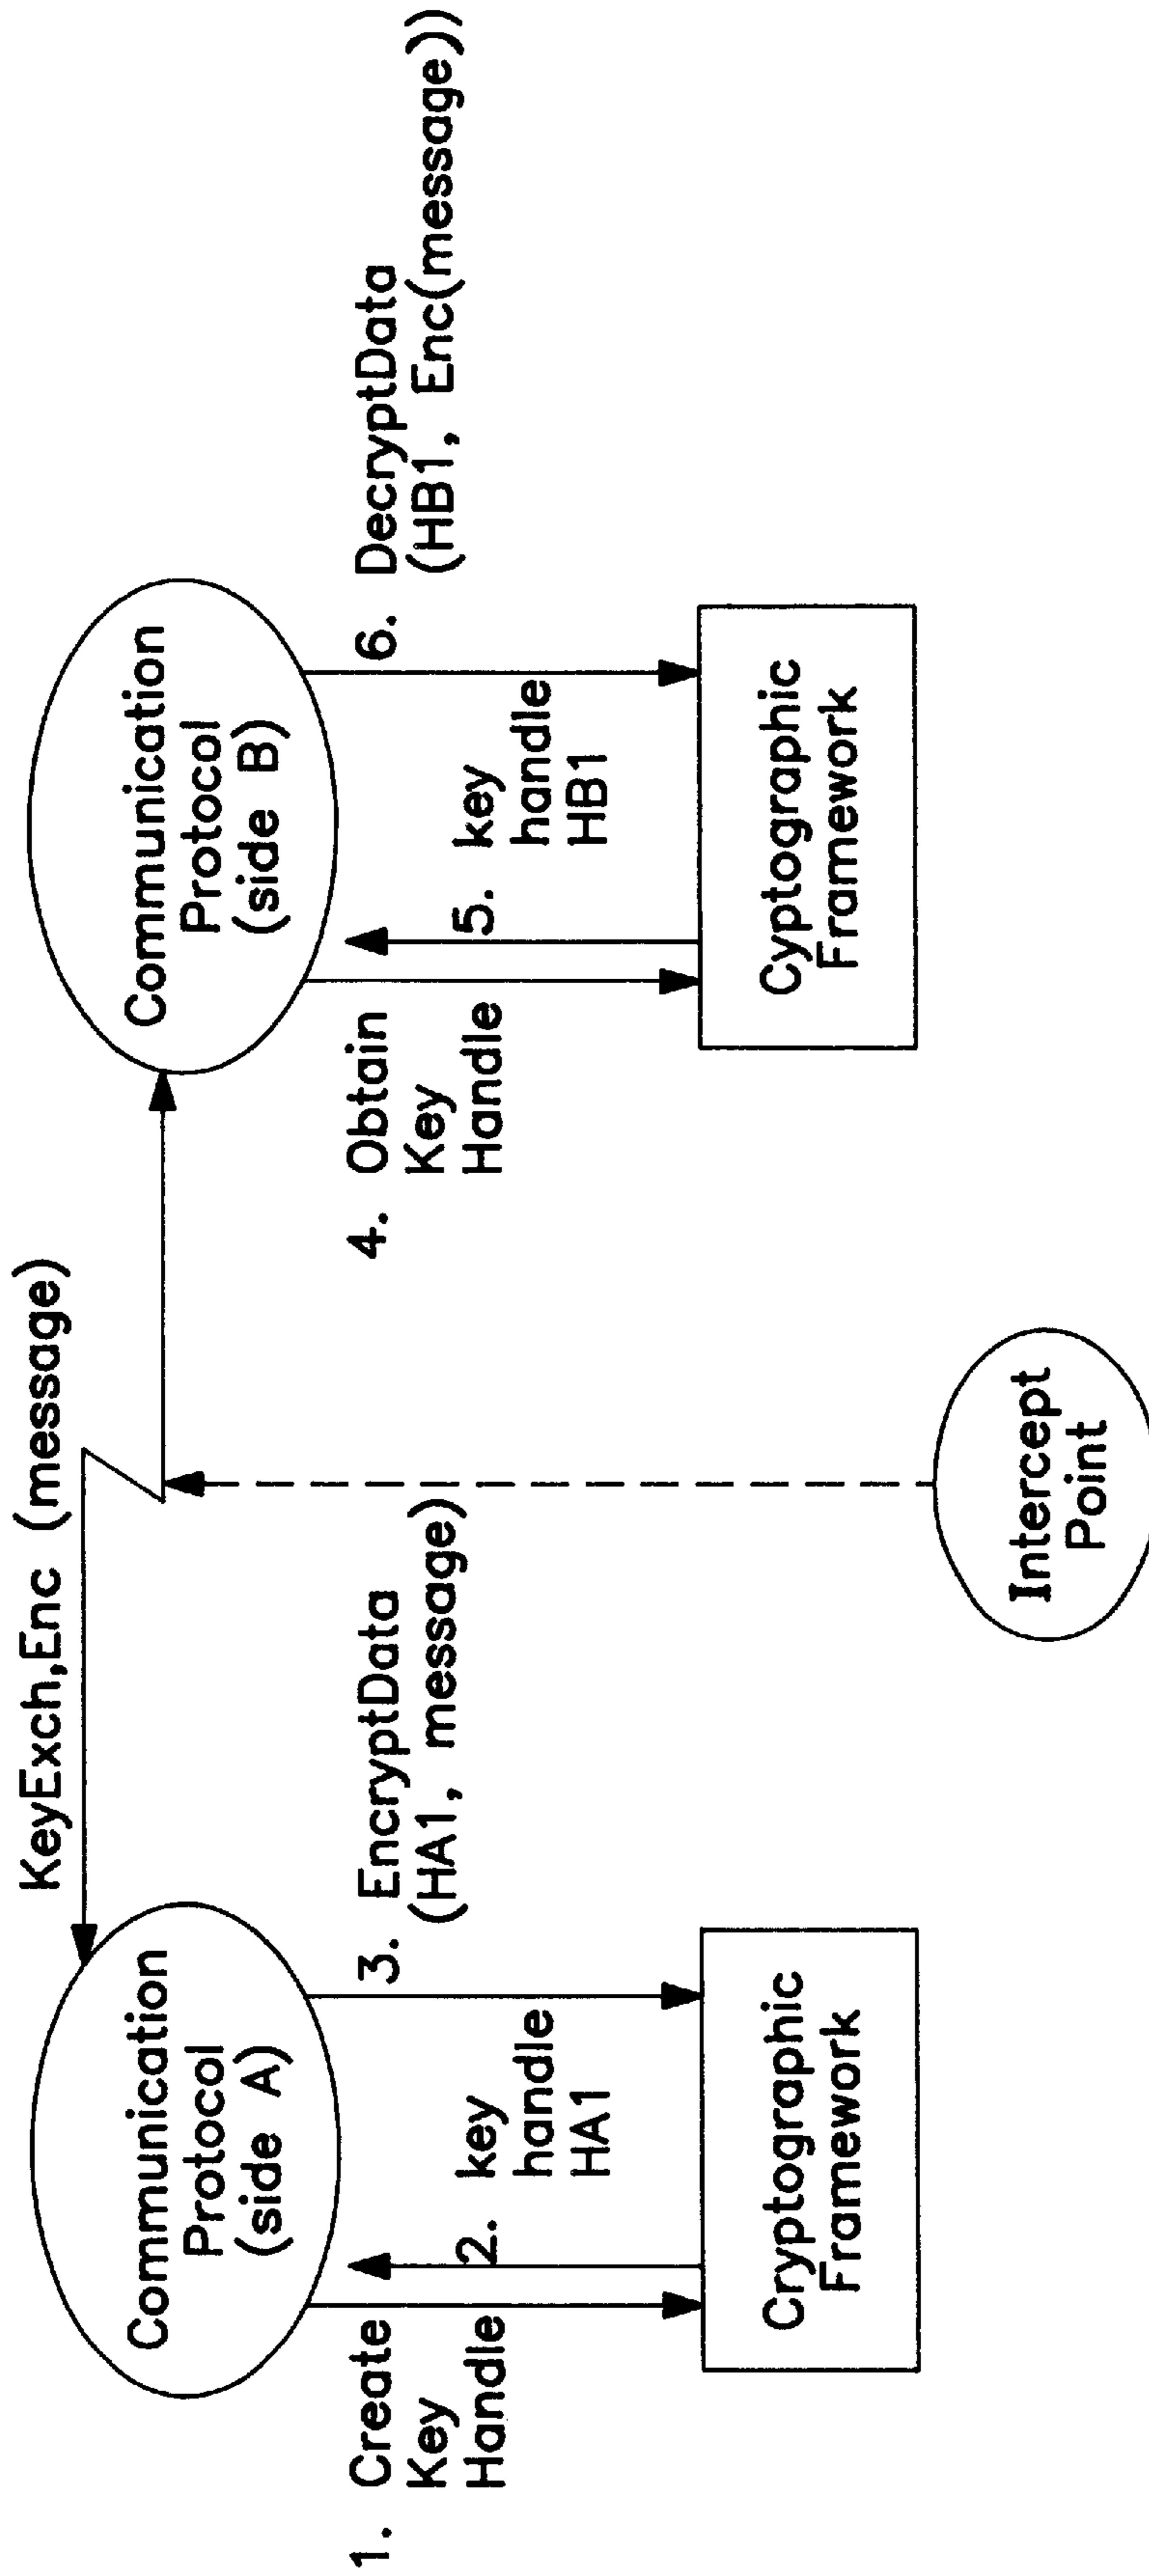 KeyExch,Enc (message)
Communication
Protocol
(side A)
Communication
Protocol
(side B)
1. Create
Key
Handle
2. key
handle
HA1
3. EncryptData
(HA1, message)
4. Obtain
Key
Handle
5. key
handle
HB1
6. DecryptData
(HB1, Enc(message))
Cryptographic
Framework
Cyptographic
Framework
Intercept
Point